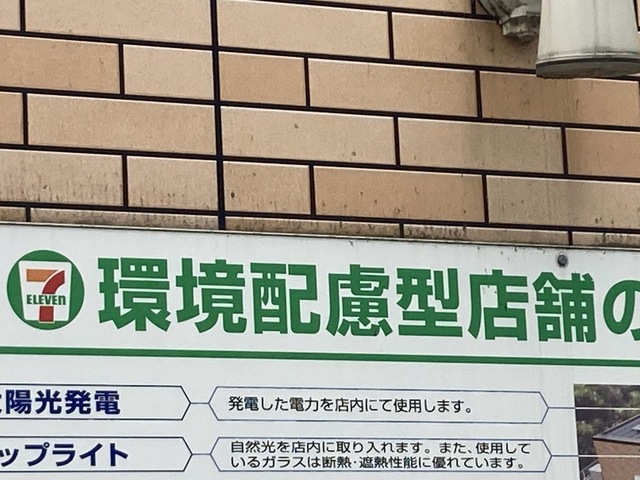 7
ELEVEN
環境配慮型店舗の
陽光発電
発電した電力を店内にて使用します。
ップライト
自然光を店内に取り入れます。また、使用して
いるガラスは断熱・遮熱性能に優れています。